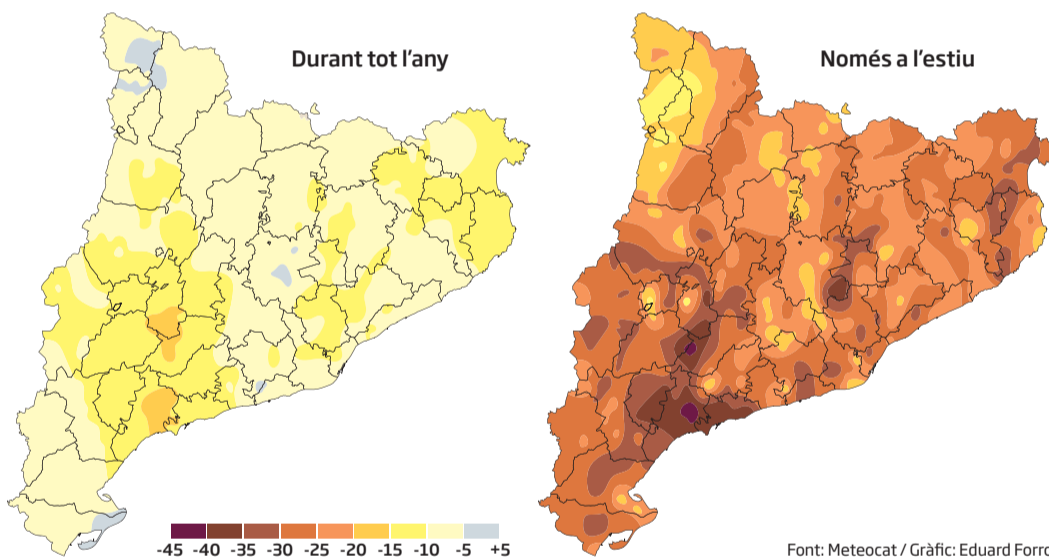 Durant tot l'any
Només a l'estiu
-45 -40 -35 -30 -25 -20 -15 -10 -5 +5
Font: Meteocat / Gràfic: Eduard